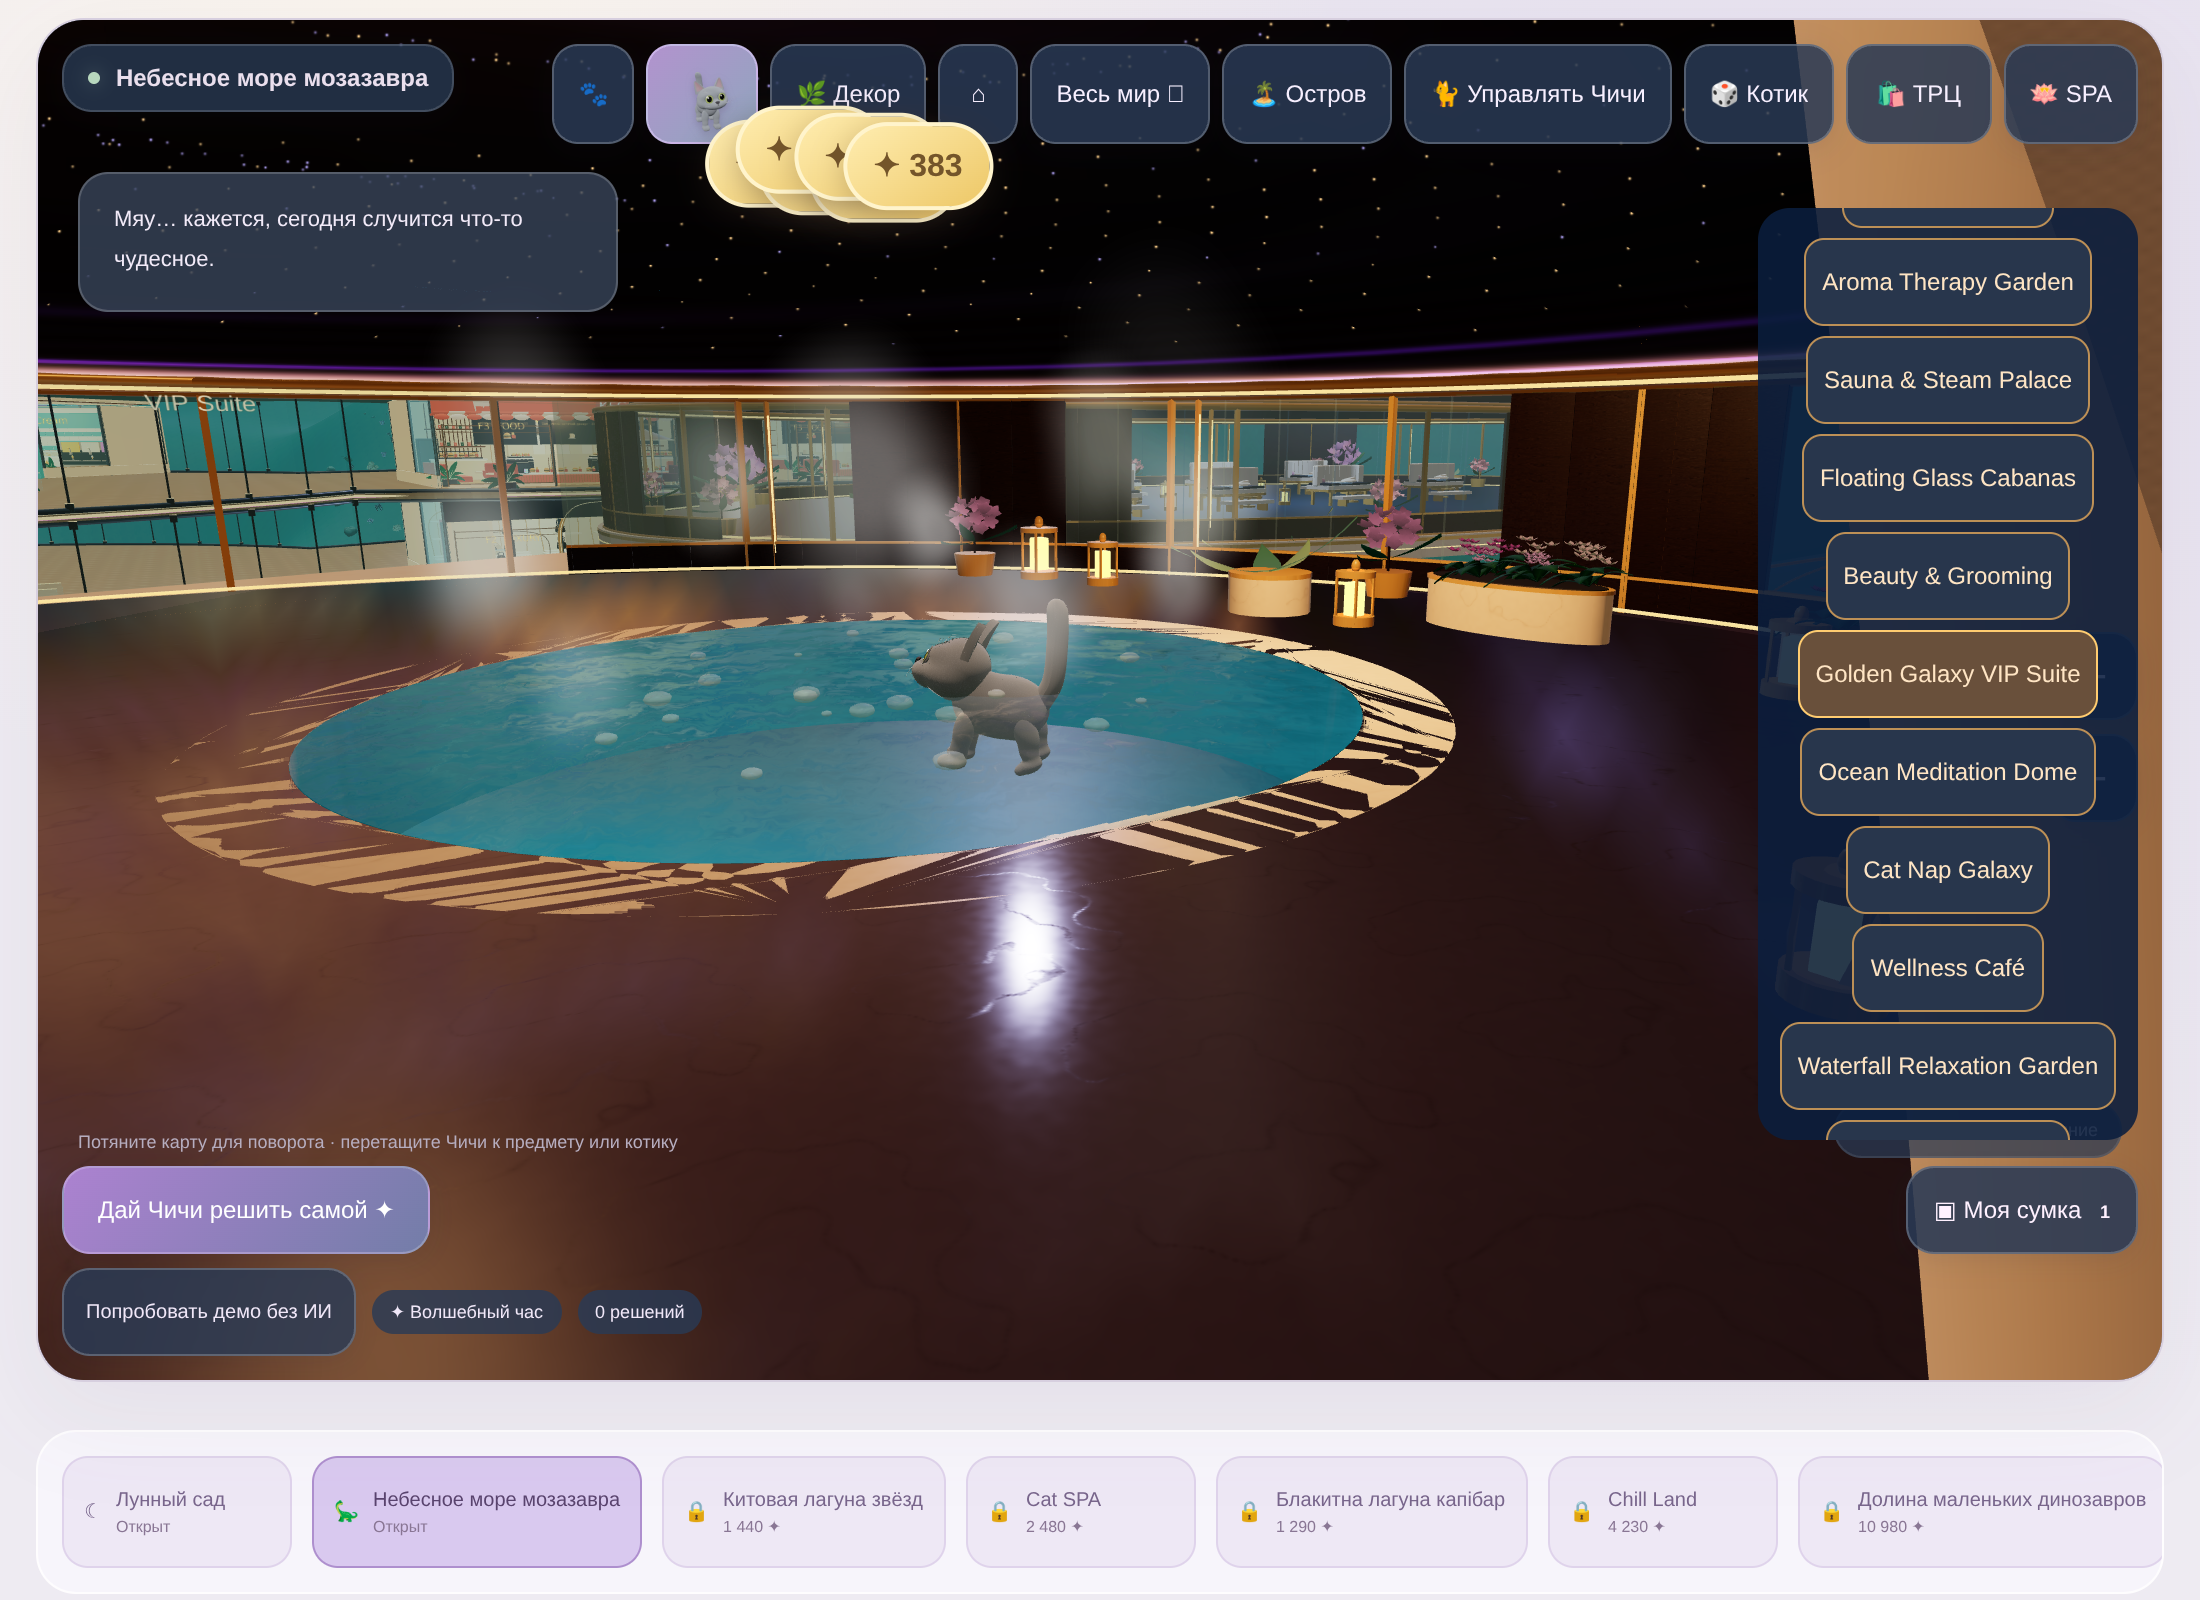 Небесное море мозазавра
🐾
🌿 Декор
⌂
Весь мир
🏝️ Остров
🐈 Управлять Чичи
🎲 Котик
🛍️ ТРЦ
🪷 SPA
✦ 383
Мяу… кажется, сегодня случится что-то
чудесное.
VIP Suite
Aroma Therapy Garden
Sauna & Steam Palace
Floating Glass Cabanas
Beauty & Grooming
Golden Galaxy VIP Suite
Ocean Meditation Dome
Cat Nap Galaxy
Wellness Café
Waterfall Relaxation Garden
Потяните карту для поворота · перетащите Чичи к предмету или котику
Дай Чичи решить самой ✦
▣ Моя сумка 1
Попробовать демо без ИИ
✦ Волшебный час
0 решений
☾ Лунный сад
Открыт
🦕 Небесное море мозазавра
Открыт
🔒 Китовая лагуна звёзд
1 440 ✦
🔒 Cat SPA
2 480 ✦
🔒 Блакитна лагуна капібар
1 290 ✦
🔒 Chill Land
4 230 ✦
🔒 Долина маленьких динозавров
10 980 ✦